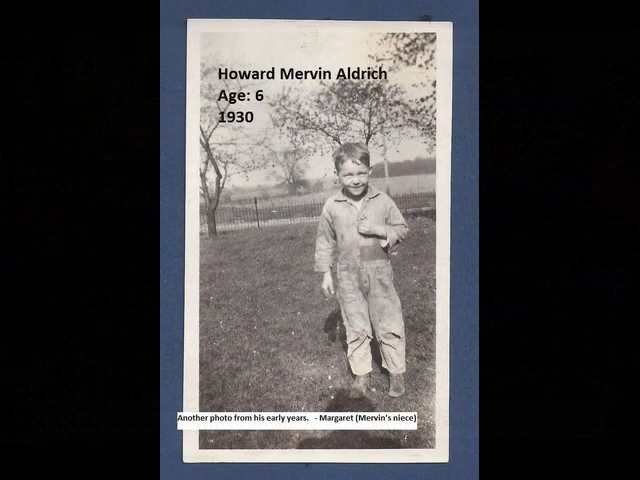 Howard Mervin Aldrich
Age: 6
1930
Another photo from his early years. - Margaret (Mervin's niece)